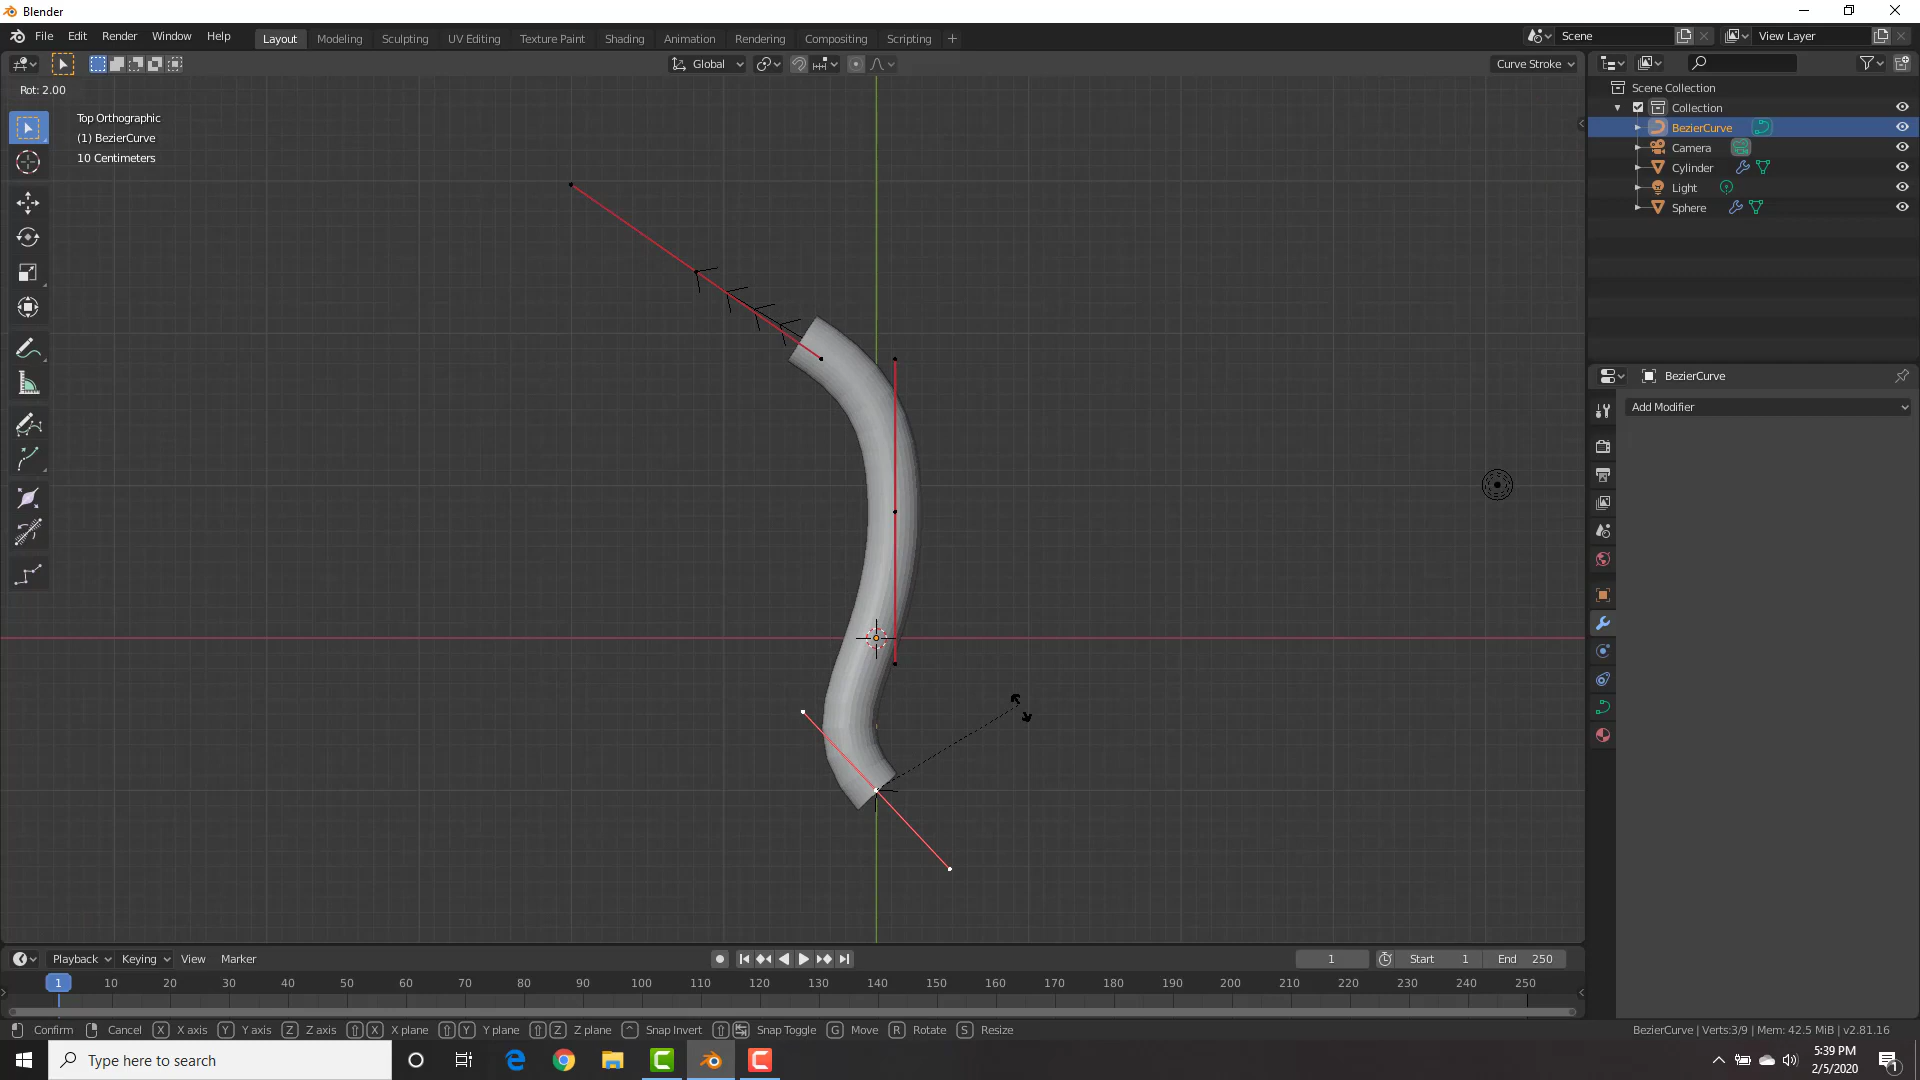 Blender
File Edit Render Window Help
Layout Modeling Sculpting UV Editing Texture Paint Shading Animation Rendering Compositing Scripting
Scene
View Layer
Global
Curve Stroke
Rot: 2.00
Top Orthographic
(1) BezierCurve
10 Centimeters
Scene Collection
Collection
BezierCurve
Camera
Cylinder
Light
Sphere
BezierCurve
Add Modifier
Playback Keying View Marker
1 Start 1 End 250
1 10 20 30 40 50 60 70 80 90 100 110 120 130 140 150 160 170 180 190 200 210 220 230 240 250
Confirm Cancel X X axis Y Y axis Z Z axis X X plane Y Y plane Z Z plane ^ Snap Invert Snap Toggle G Move R Rotate S Resize
BezierCurve | Verts:3/9 | Mem: 42.5 MiB | v2.81.16
Type here to search
5:39 PM
2/5/2020
1